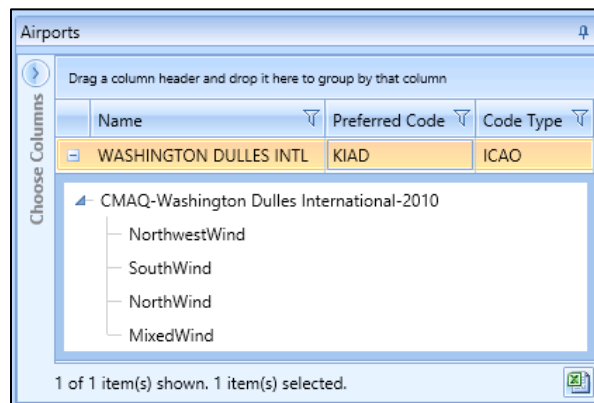 Airports
Choose Columns
Drag a column header and drop it here to group by that column
Name Preferred Code Code Type
WASHINGTON DULLES INTL KIAD ICAO
CMAQ-Washington Dulles International-2010
NorthwestWind
SouthWind
NorthWind
MixedWind
1 of 1 item(s) shown. 1 item(s) selected.